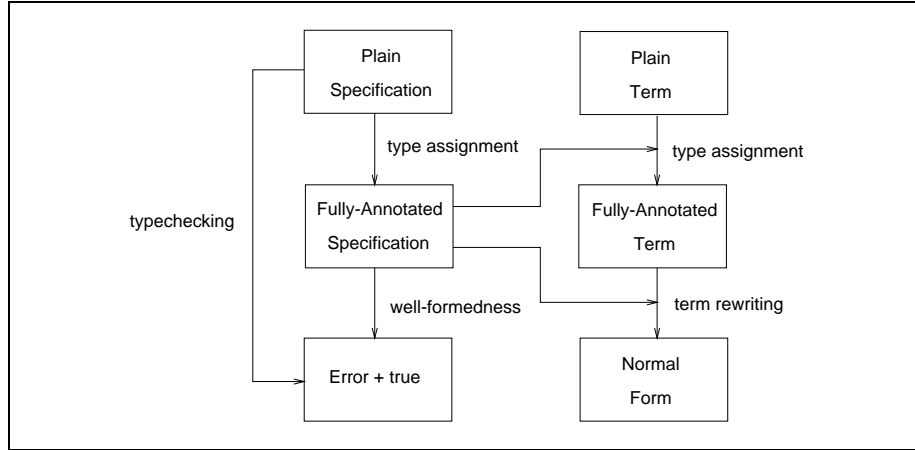 Plain
Specification
Plain
Term
type assignment
type assignment
typechecking
Fully-Annotated
Specification
Fully-Annotated
Term
well-formedness
term rewriting
Error + true
Normal
Form